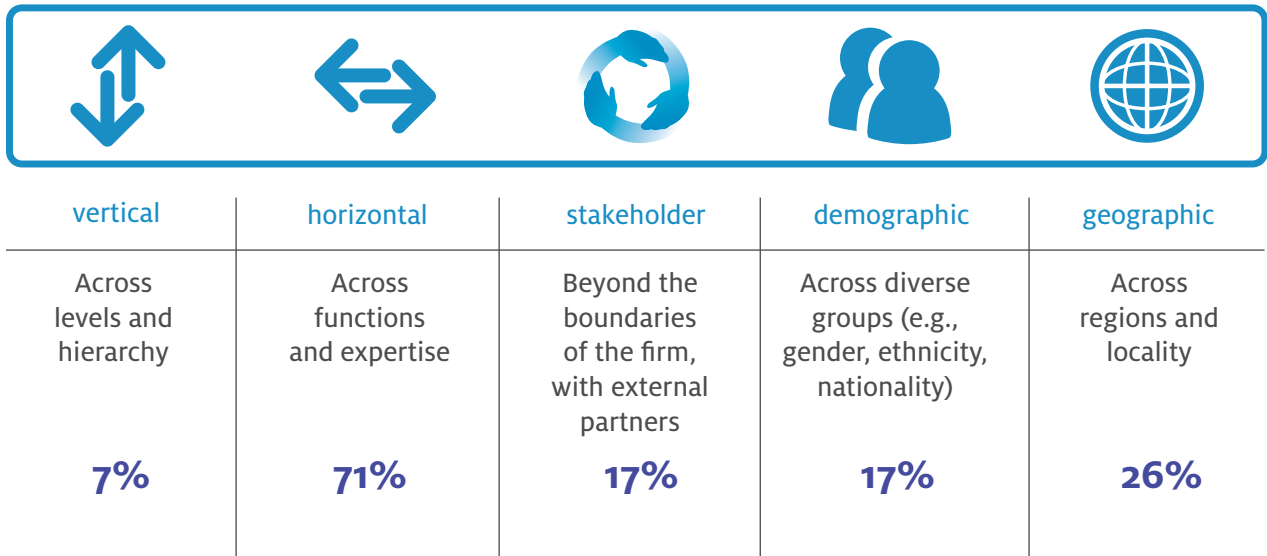 vertical
horizontal
stakeholder
demographic
geographic
Across
levels and
hierarchy
Across
functions
and expertise
Beyond the
boundaries
of the firm,
with external
partners
Across diverse
groups (e.g.,
gender, ethnicity,
nationality)
Across
regions and
locality
7%
71%
17%
17%
26%